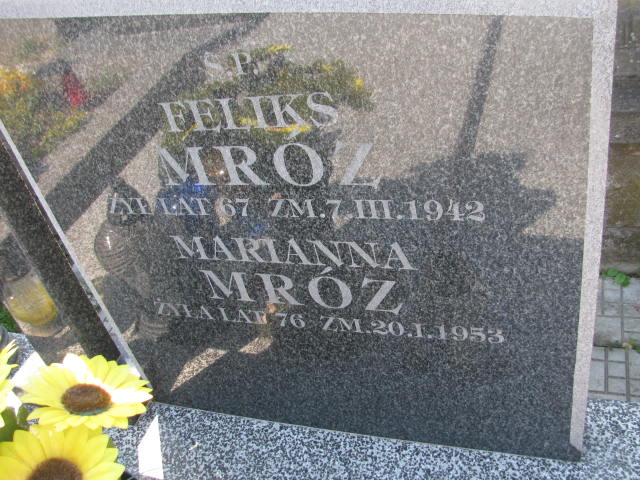 Ś.P.
FELIKS
MRÓZ
ŻYŁ LAT 67 ZM.7.III.1942
MARIANNA
MRÓZ
ŻYŁA LAT 76 ZM.20.I.1953